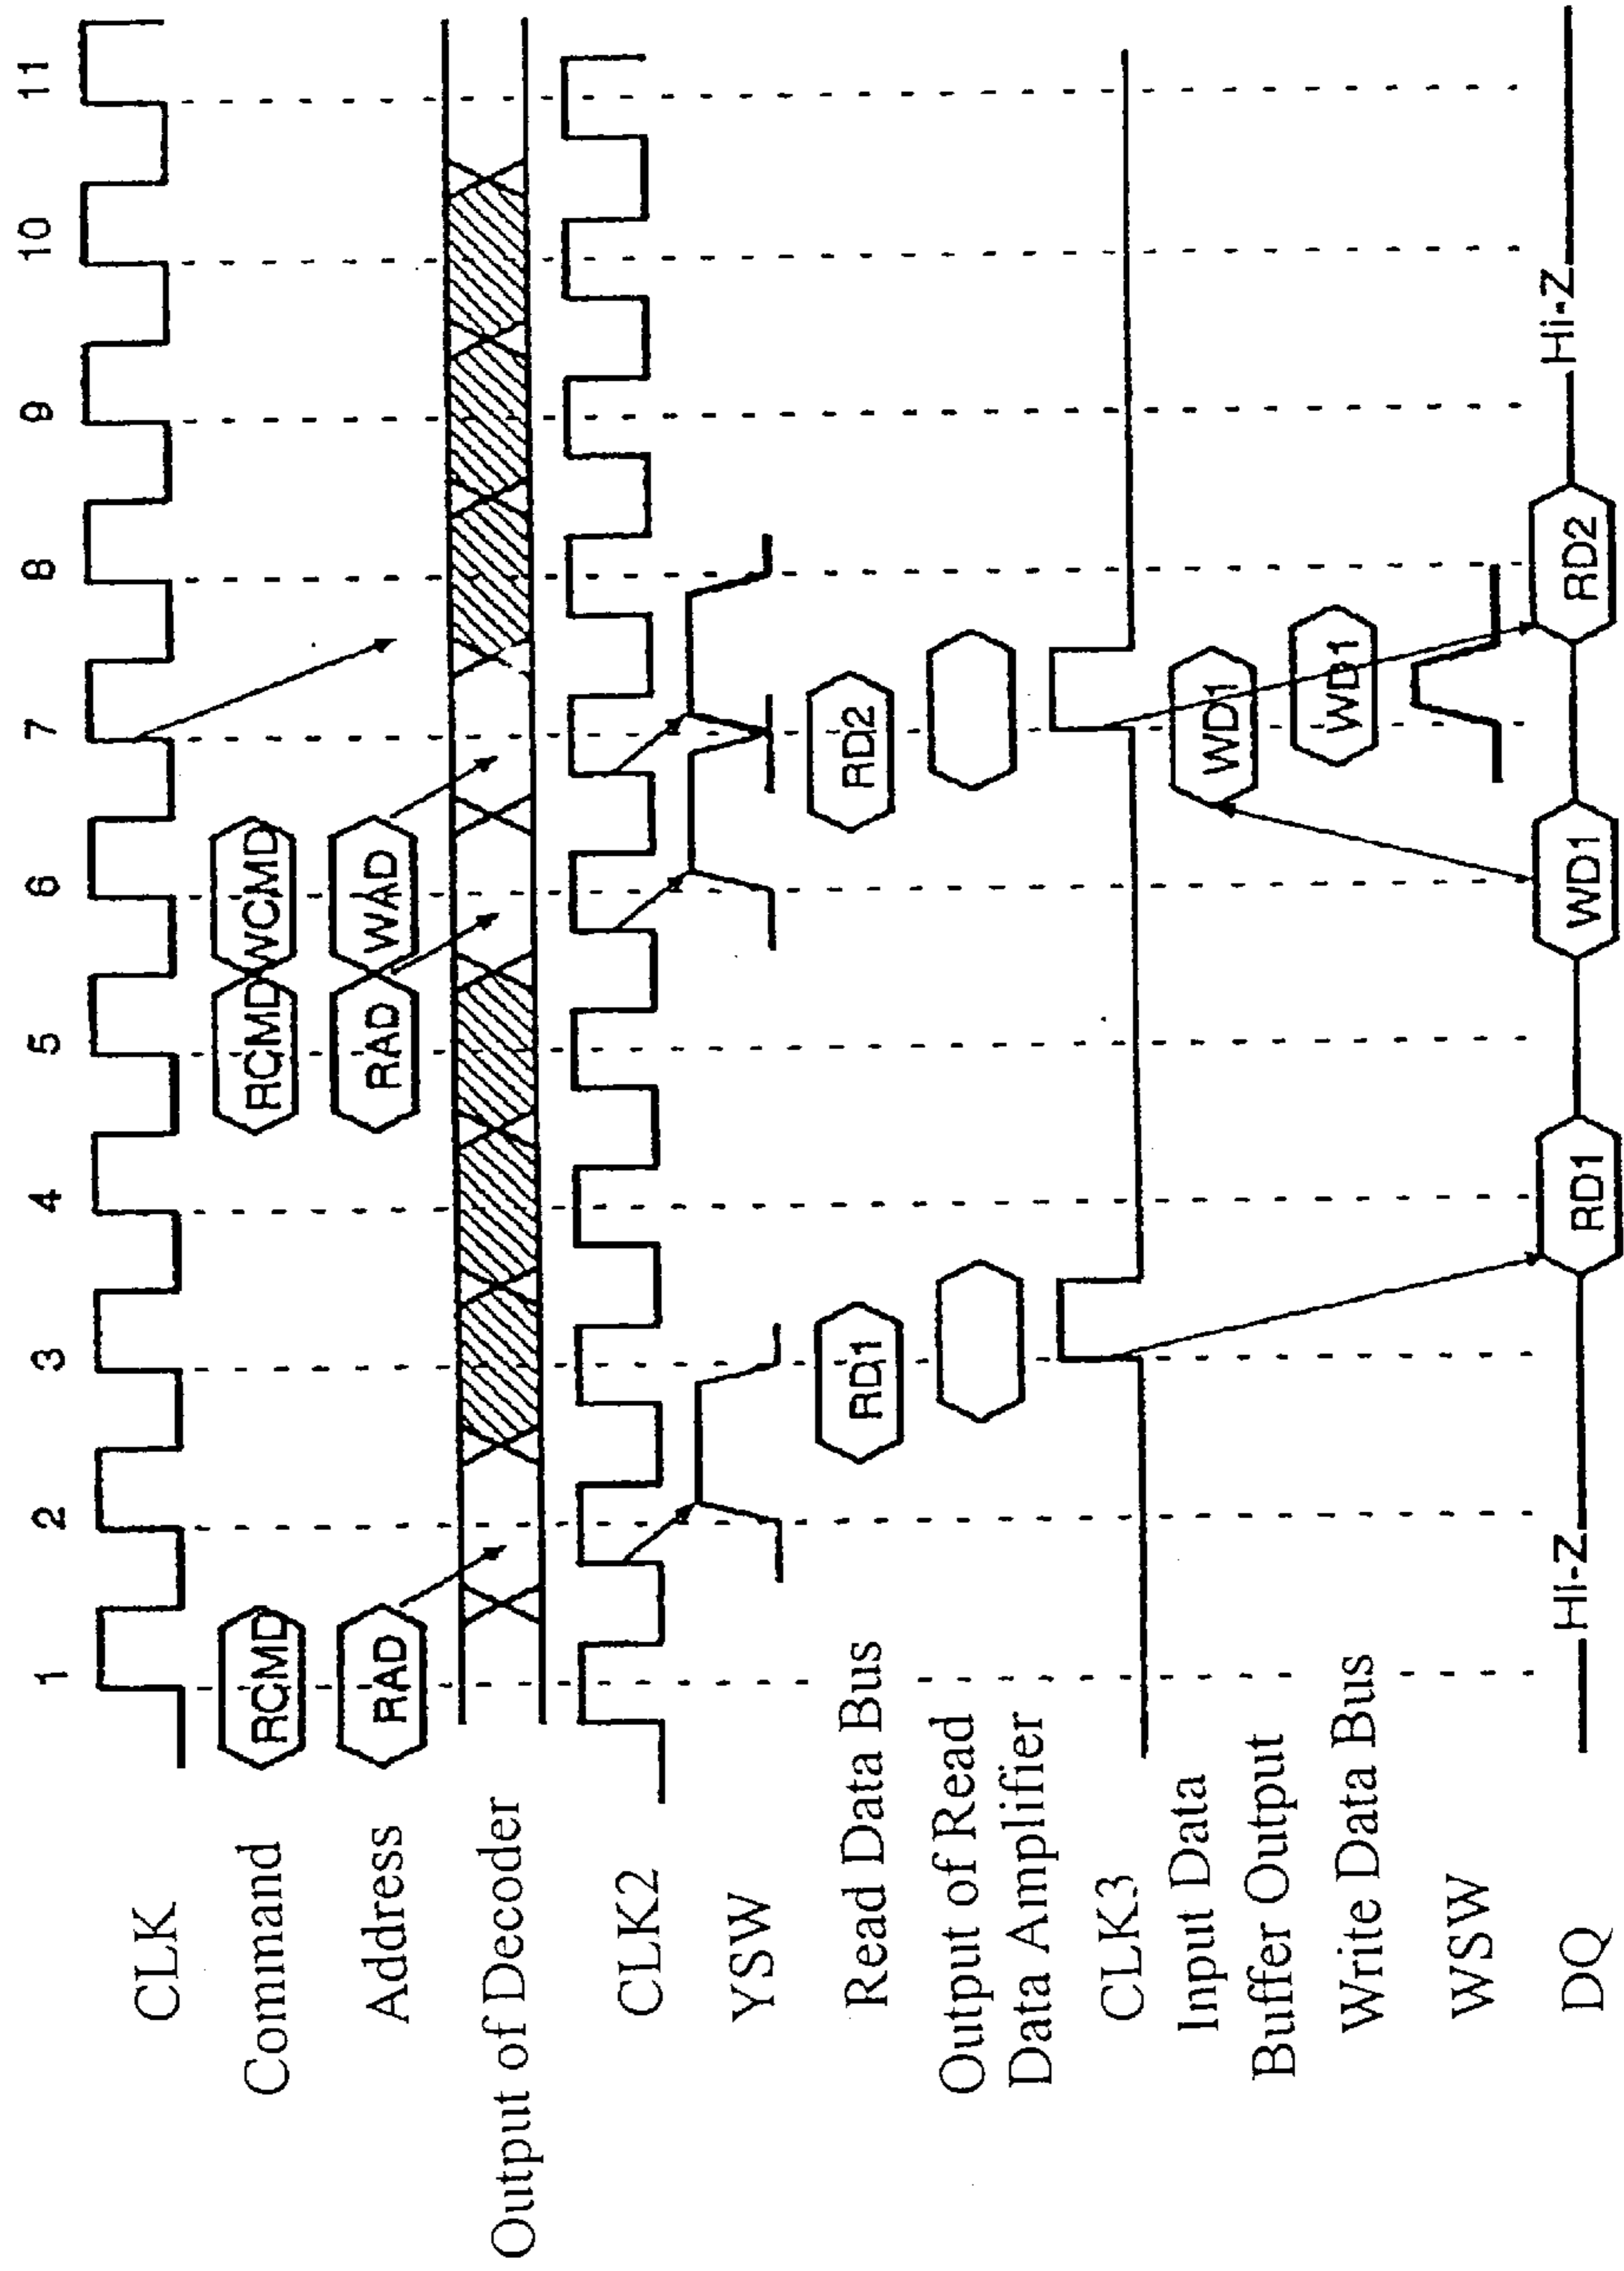 1 2 3 4 5 6 7 8 9 10 11
CLK
Command RCMD RCMD WCMD
Address RAD RAD WAD
Output of Decoder
CLK2
YSW
Read Data Bus RD1 RD2
Output of Read
Data Amplifier
CLK3
Input Data
Buffer Output WD1
Write Data Bus WD1
WSW
DQ HI-Z RD1 WD1 RD2 Hi-Z